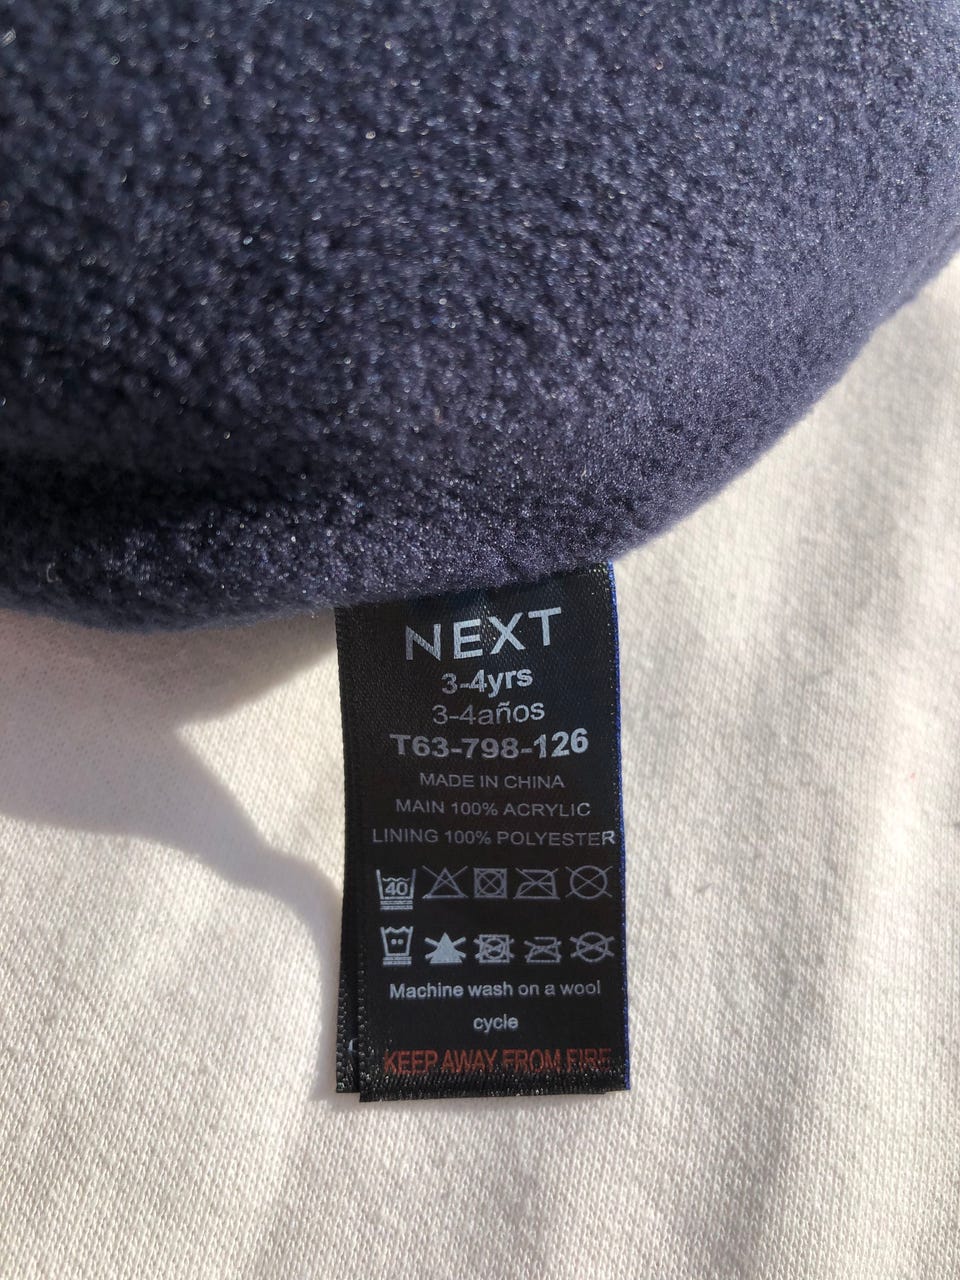 NEXT
3-4yrs
3-4años
T63-798-126
MADE IN CHINA
MAIN 100% ACRYLIC
LINING 100% POLYESTER
40
Machine wash on a wool
cycle
KEEP AWAY FROM FIRE